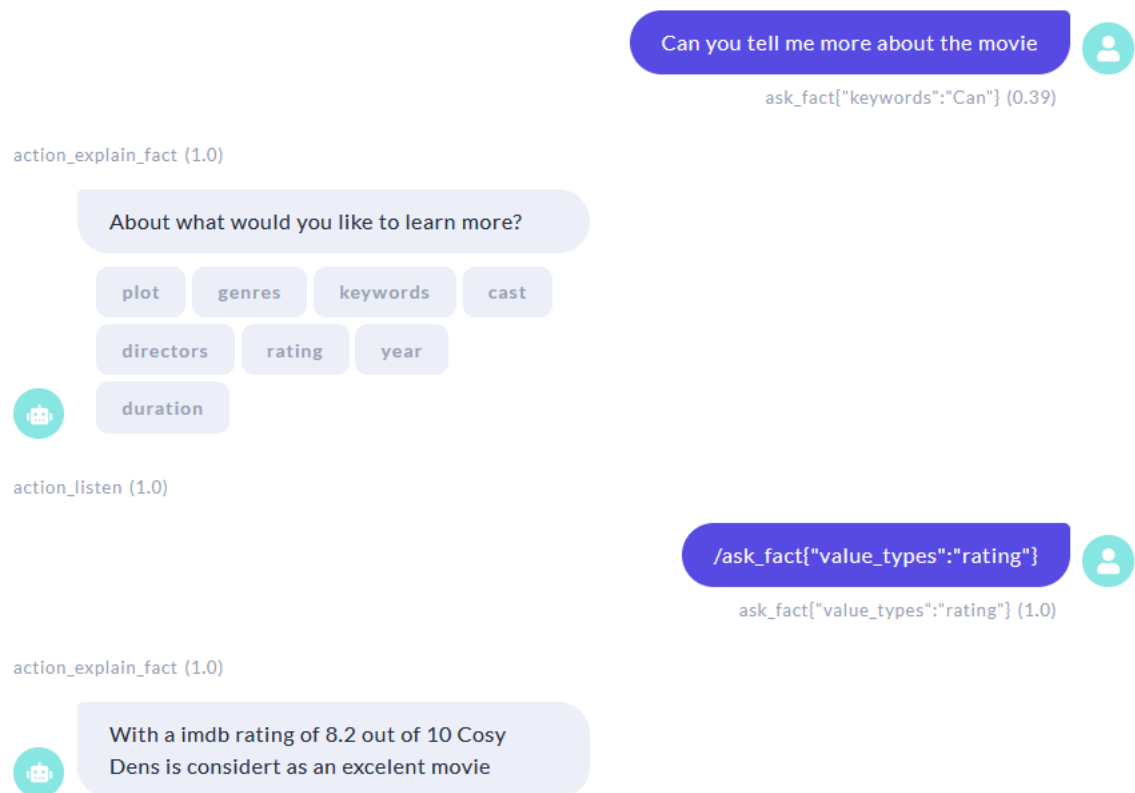 Can you tell me more about the movie
ask_fact{"keywords":"Can"} (0.39)
action_explain_fact (1.0)
About what would you like to learn more?
plot genres keywords cast
directors rating year
duration
action_listen (1.0)
/ask_fact{"value_types":"rating"}
ask_fact{"value_types":"rating"} (1.0)
action_explain_fact (1.0)
With a imdb rating of 8.2 out of 10 Cosy
Dens is considert as an excelent movie